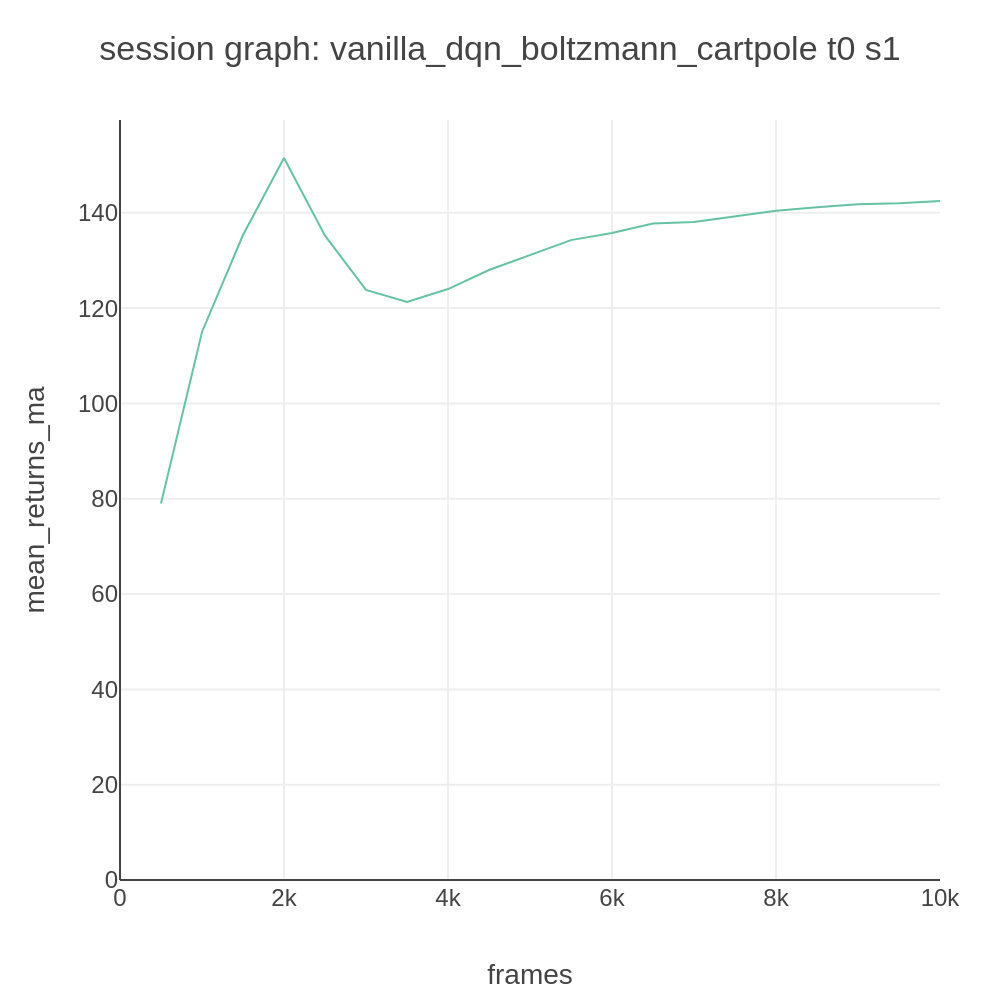 session graph: vanilla_dqn_boltzmann_cartpole t0 s1
mean_returns_ma
140
120
100
80
60
40
20
0
0 2k 4k 6k 8k 10k
frames